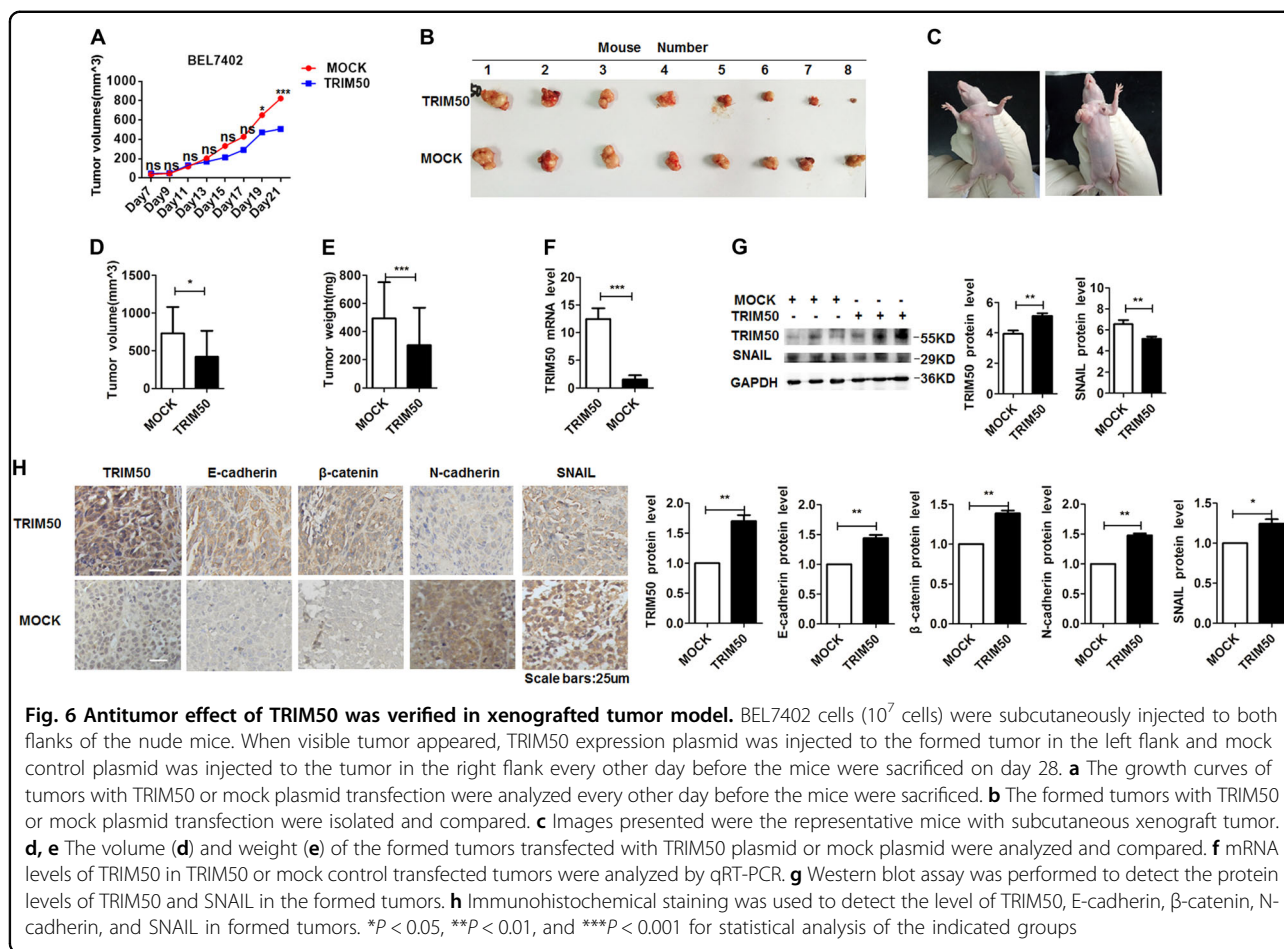 A
BEL7402
MOCK
TRIM50
Tumor volumes(mm^3)
1000
800
600
400
200
0
ns
ns
ns
ns
ns
ns
*
***
Day7
Day9
Day11
Day13
Day15
Day17
Day19
Day21
B
Mouse Number
1 2 3 4 5 6 7 8
TRIM50
MOCK
C
D
Tumor volume(mm^3)
1500
1000
500
0
*
MOCK
TRIM50
E
Tumor weight(mg)
800
600
400
200
0
***
MOCK
TRIM50
F
TRIM50 mRNA level
15
10
5
0
***
TRIM50
MOCK
G
MOCK + + + - - -
TRIM50 - - - + + +
TRIM50 -55KD
SNAIL -29KD
GAPDH -36KD
TRIM50 protein level
6
4
2
0
**
MOCK
TRIM50
SNAIL protein level
10
8
6
4
2
0
**
MOCK
TRIM50
H
TRIM50 E-cadherin β-catenin N-cadherin SNAIL
TRIM50
MOCK
Scale bars:25um
TRIM50 protein level
2.0
1.5
1.0
0.5
0.0
**
MOCK
TRIM50
E-cadherin protein level
2.0
1.5
1.0
0.5
0.0
**
MOCK
TRIM50
β-catenin protein level
1.5
1.0
0.5
0.0
**
MOCK
TRIM50
N-cadherin protein level
2.0
1.5
1.0
0.5
0.0
**
MOCK
TRIM50
SNAIL protein level
1.5
1.0
0.5
0.0
*
MOCK
TRIM50
Fig. 6 Antitumor effect of TRIM50 was verified in xenografted tumor model. BEL7402 cells (10⁷ cells) were subcutaneously injected to both
flanks of the nude mice. When visible tumor appeared, TRIM50 expression plasmid was injected to the formed tumor in the left flank and mock
control plasmid was injected to the tumor in the right flank every other day before the mice were sacrificed on day 28. a The growth curves of
tumors with TRIM50 or mock plasmid transfection were analyzed every other day before the mice were sacrificed. b The formed tumors with TRIM50
or mock plasmid transfection were isolated and compared. c Images presented were the representative mice with subcutaneous xenograft tumor.
d, e The volume (d) and weight (e) of the formed tumors transfected with TRIM50 plasmid or mock plasmid were analyzed and compared. f mRNA
levels of TRIM50 in TRIM50 or mock control transfected tumors were analyzed by qRT-PCR. g Western blot assay was performed to detect the protein
levels of TRIM50 and SNAIL in the formed tumors. h Immunohistochemical staining was used to detect the level of TRIM50, E-cadherin, β-catenin, N-
cadherin, and SNAIL in formed tumors. *P < 0.05, **P < 0.01, and ***P < 0.001 for statistical analysis of the indicated groups